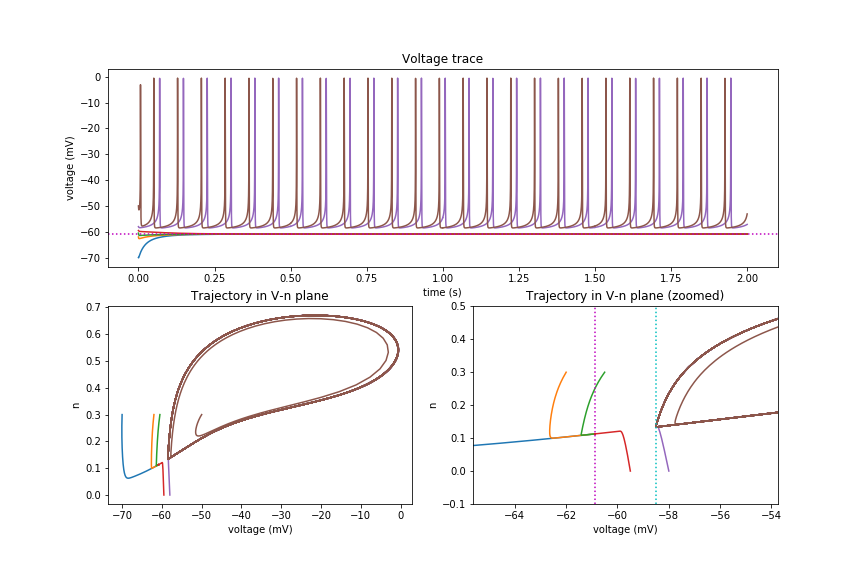 Voltage trace
voltage (mV)
0
−10
−20
−30
−40
−50
−60
−70
0.00 0.25 0.50 0.75 1.00 1.25 1.50 1.75 2.00
time (s)
Trajectory in V-n plane
n
0.7
0.6
0.5
0.4
0.3
0.2
0.1
0.0
−70 −60 −50 −40 −30 −20 −10 0
voltage (mV)
Trajectory in V-n plane (zoomed)
n
0.5
0.4
0.3
0.2
0.1
0.0
−0.1
−64 −62 −60 −58 −56 −54
voltage (mV)